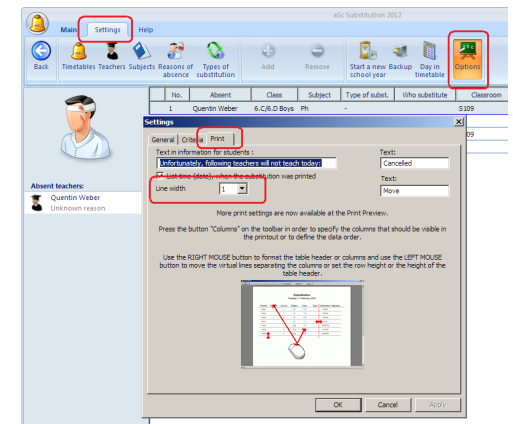 aSc Substitution 2012
Main Settings Help
Back Timetables Teachers Subjects Reasons of absence Types of substitution Add Remove Start a new school year Backup Day in timetable Options
No. Absent Class Subject Type of subst. Who substitute Classroom
1 Quentin Weber 6.C/6.D Boys Ph - S109
09
Absent teachers:
Quentin Weber
Unknown reason
Settings
General Criteria Print
Text in information for students :
Unfortunately, following teachers will not teach today:
List time (date), when the substitution was printed
Line width 1
Text:
Cancelled
Text:
Move
More print settings are now available at the Print Preview.
Press the button "Columns" on the toolbar in order to specify the columns that should be visible in
the printout or to define the data order.
Use the RIGHT MOUSE button to format the table header or columns and use the LEFT MOUSE
button to move the virtual lines separating the columns or set the row height or the height of the
table header.
OK Cancel Apply